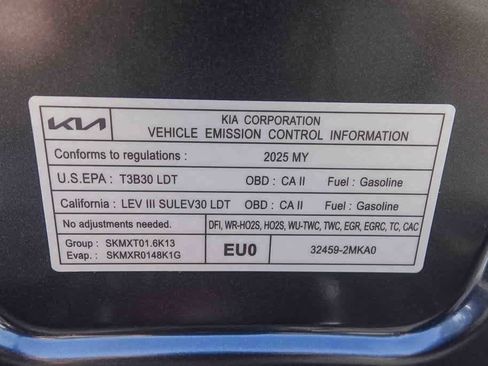 KIA
KIA CORPORATION
VEHICLE EMISSION CONTROL INFORMATION
Conforms to regulations : 2025 MY
U.S.EPA : T3B30 LDT OBD : CA II Fuel : Gasoline
California : LEV III SULEV30 LDT OBD : CA II Fuel : Gasoline
No adjustments needed. DFI, WR-HO2S, HO2S, WU-TWC, TWC, EGR, EGRC, TC, CAC
Group : SKMXT01.6K13
Evap. : SKMXR0148K1G
EU0
32459-2MKA0